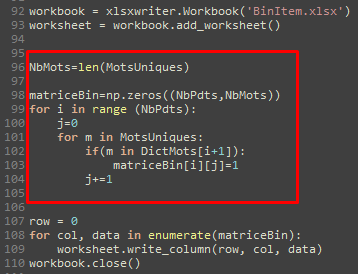 92 workbook = xlsxwriter.Workbook('BinItem.xlsx')
93 worksheet = workbook.add_worksheet()
94
95
96 NbMots=len(MotsUniques)
97
98 matriceBin=np.zeros((NbPdts,NbMots))
99 for i in range (NbPdts):
100     j=0
101     for m in MotsUniques:
102         if(m in DictMots[i+1]):
103             matriceBin[i][j]=1
104         j+=1
105
106
107 row = 0
108 for col, data in enumerate(matriceBin):
109     worksheet.write_column(row, col, data)
110 workbook.close()